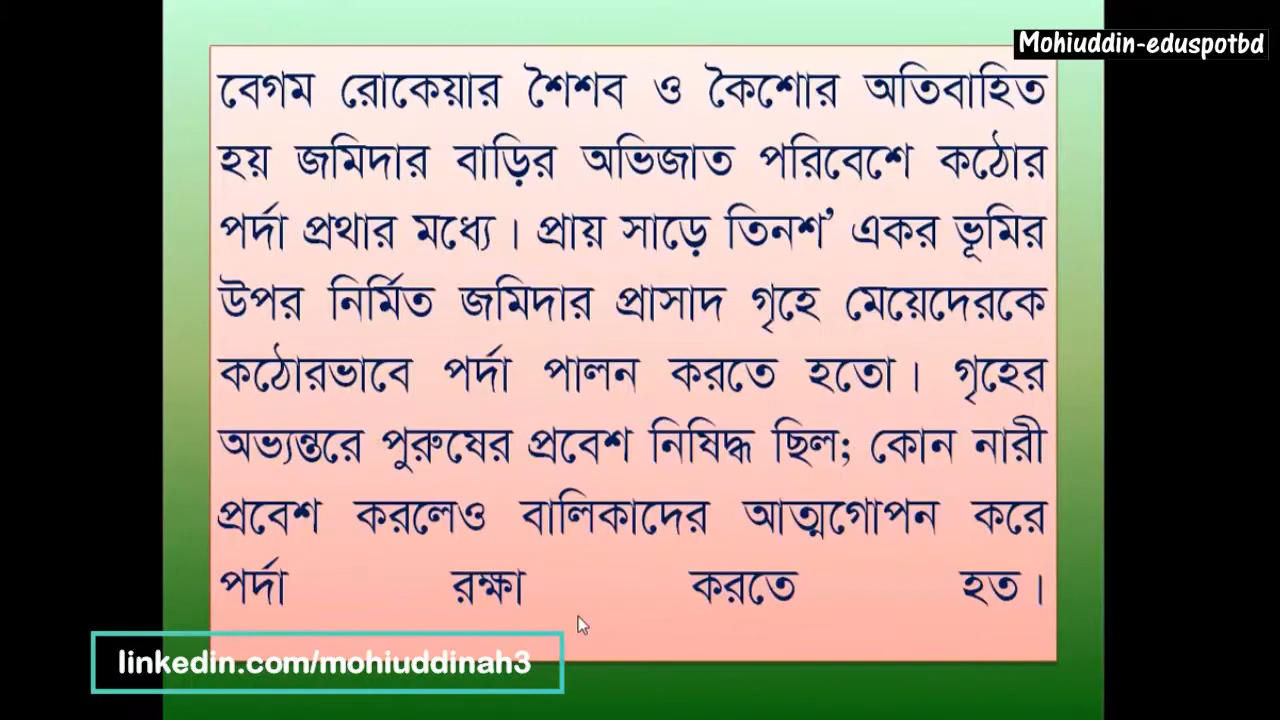 Mohiuddin-eduspotbd
বেগম রোকেয়ার শৈশব ও কৈশোর অতিবাহিত
হয় জমিদার বাড়ির অভিজাত পরিবেশে কঠোর
পর্দা প্রথার মধ্যে। প্রায় সাড়ে তিনশ’ একর ভূমির
উপর নির্মিত জমিদার প্রাসাদ গৃহে মেয়েদেরকে
কঠোরভাবে পর্দা পালন করতে হতো। গৃহের
অভ্যন্তরে পুরুষের প্রবেশ নিষিদ্ধ ছিল; কোন নারী
প্রবেশ করলেও বালিকাদের আত্মগোপন করে
পর্দা রক্ষা করতে হত।
linkedin.com/mohiuddinah3